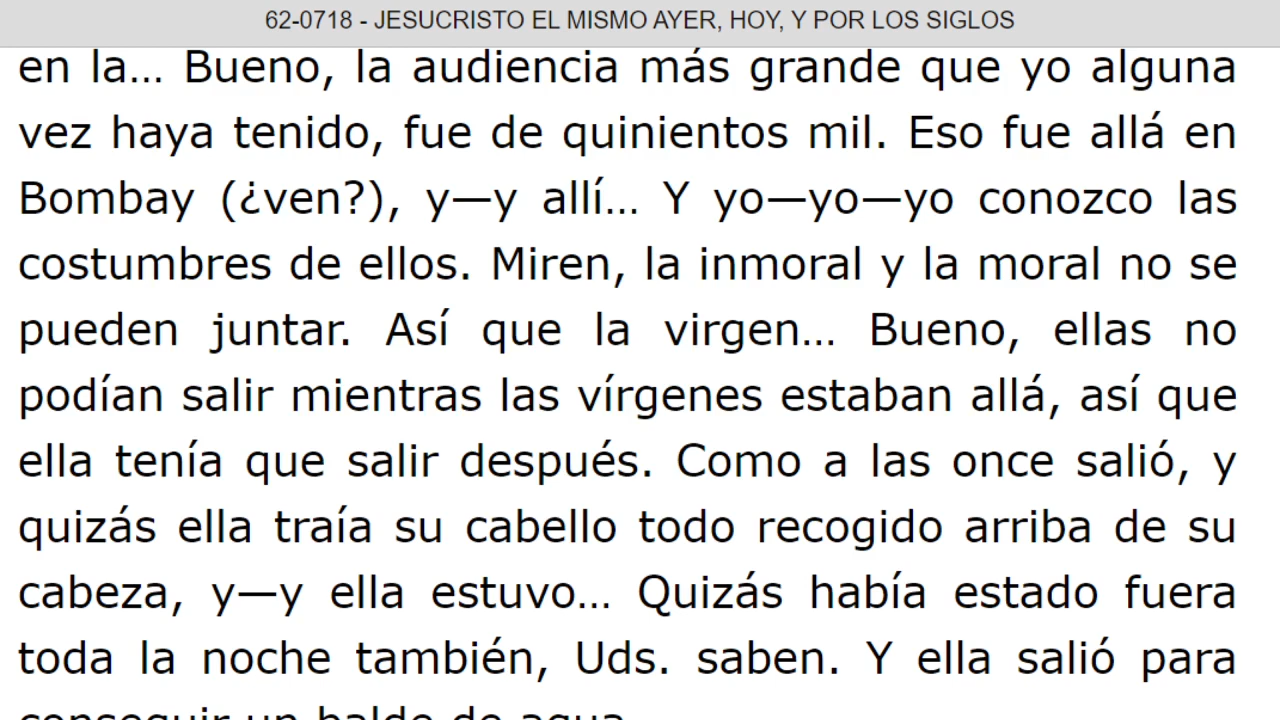 62-0718 - JESUCRISTO EL MISMO AYER, HOY, Y POR LOS SIGLOS
en la… Bueno, la audiencia más grande que yo alguna
vez haya tenido, fue de quinientos mil. Eso fue allá en
Bombay (¿ven?), y—y allí… Y yo—yo—yo conozco las
costumbres de ellos. Miren, la inmoral y la moral no se
pueden juntar. Así que la virgen… Bueno, ellas no
podían salir mientras las vírgenes estaban allá, así que
ella tenía que salir después. Como a las once salió, y
quizás ella traía su cabello todo recogido arriba de su
cabeza, y—y ella estuvo… Quizás había estado fuera
toda la noche también, Uds. saben. Y ella salió para
conseguir un balde de agua.